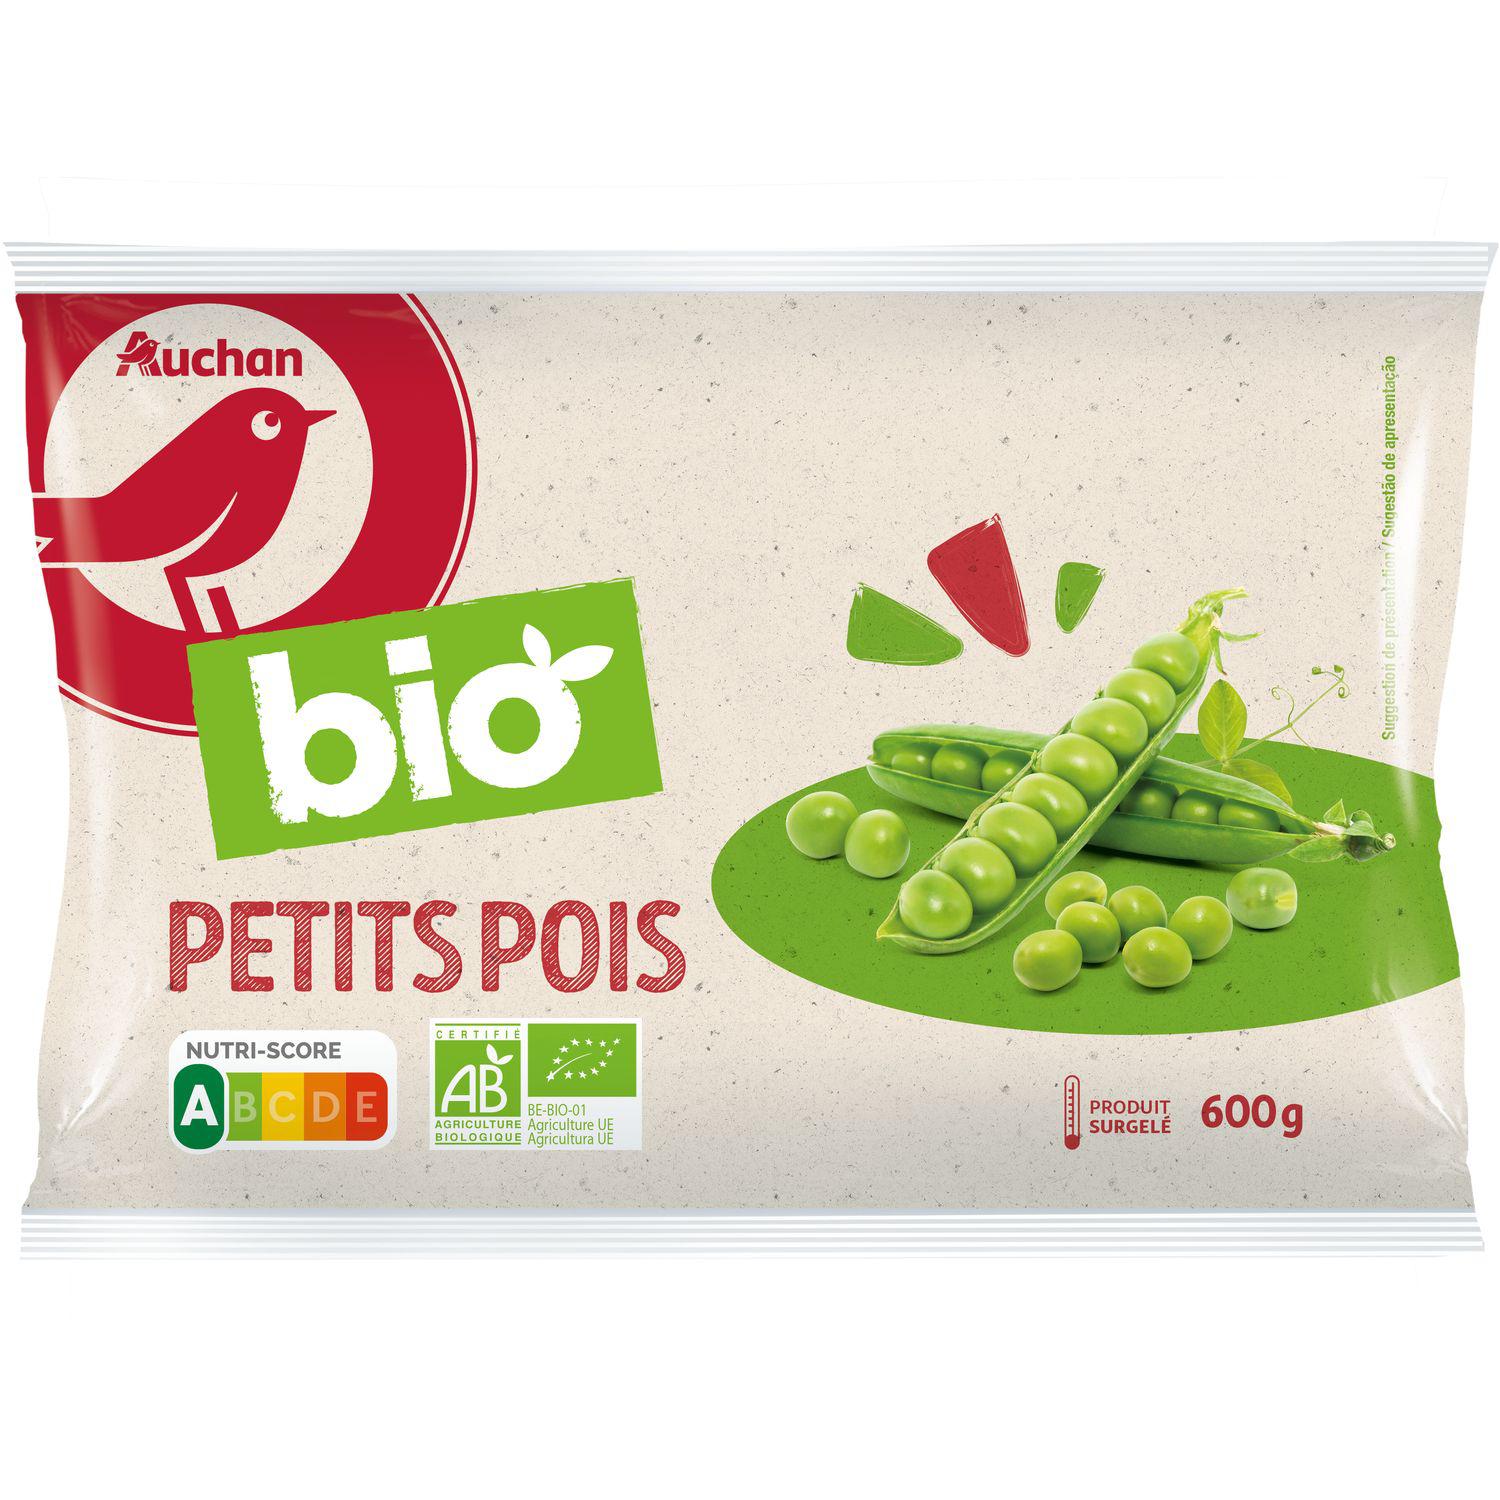 Auchan
bio
PETITS POIS
NUTRI-SCORE
A B C D E
CERTIFIÉ
AB
AGRICULTURE
BIOLOGIQUE
BE-BIO-01
Agriculture UE
Agricultura UE
PRODUIT
SURGELÉ
600g
Suggestion de présentation / Sugestão de apresentação